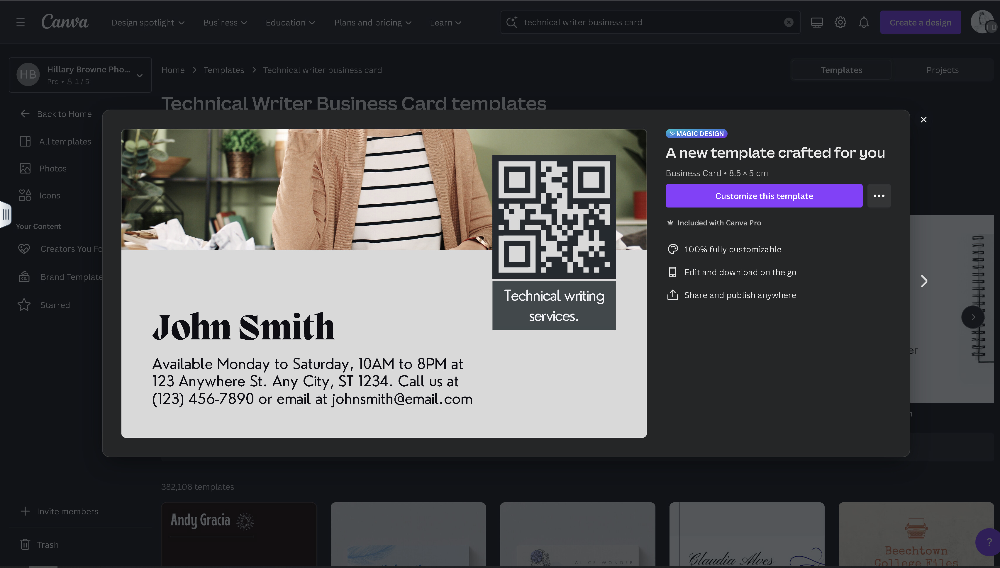 Canva
Design spotlight
Business
Education
Plans and pricing
Learn
technical writer business card
Create a design
HB
HB
Hillary Browne Pho...
Pro • 1 / 5
Home
Templates
Technical writer business card
Templates
Projects
Technical Writer Business Card templates
Back to Home
All templates
Photos
Icons
Your Content
Creators You Fo
Brand Template
CO.
Starred
John Smith
Available Monday to Saturday, 10AM to 8PM at
123 Anywhere St. Any City, ST 1234. Call us at
(123) 456-7890 or email at johnsmith@email.com
Technical writing
services.
MAGIC DESIGN
A new template crafted for you
Business Card • 8.5 × 5 cm
Customize this template
Included with Canva Pro
100% fully customizable
Edit and download on the go
Share and publish anywhere
er
382,108 templates
Invite members
Trash
Andy Gracia
ALICE WONDER
Claudia Alves
Beechtown
College Files
?